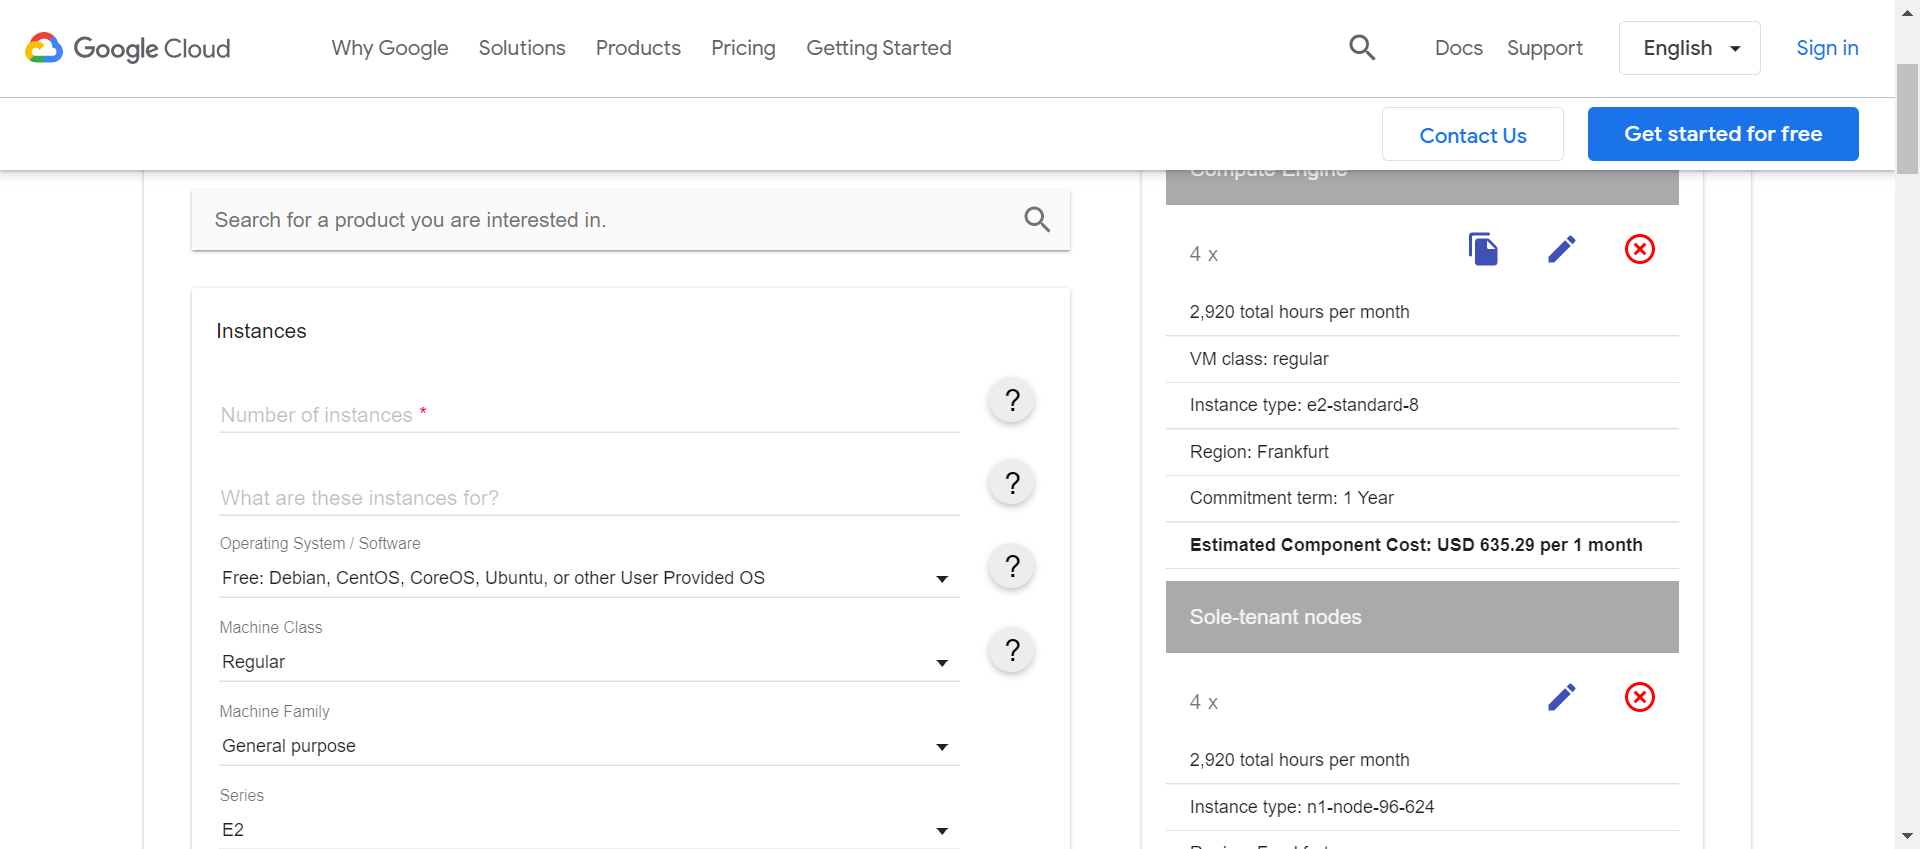 Google Cloud
Why Google
Solutions
Products
Pricing
Getting Started
Docs
Support
English
Sign in
Contact Us
Get started for free
Search for a product you are interested in.
Instances
Number of instances *
?
What are these instances for?
?
Operating System / Software
Free: Debian, CentOS, CoreOS, Ubuntu, or other User Provided OS
?
Machine Class
Regular
?
Machine Family
General purpose
Series
E2
Compute Engine
4 x
2,920 total hours per month
VM class: regular
Instance type: e2-standard-8
Region: Frankfurt
Commitment term: 1 Year
Estimated Component Cost: USD 635.29 per 1 month
Sole-tenant nodes
4 x
2,920 total hours per month
Instance type: n1-node-96-624